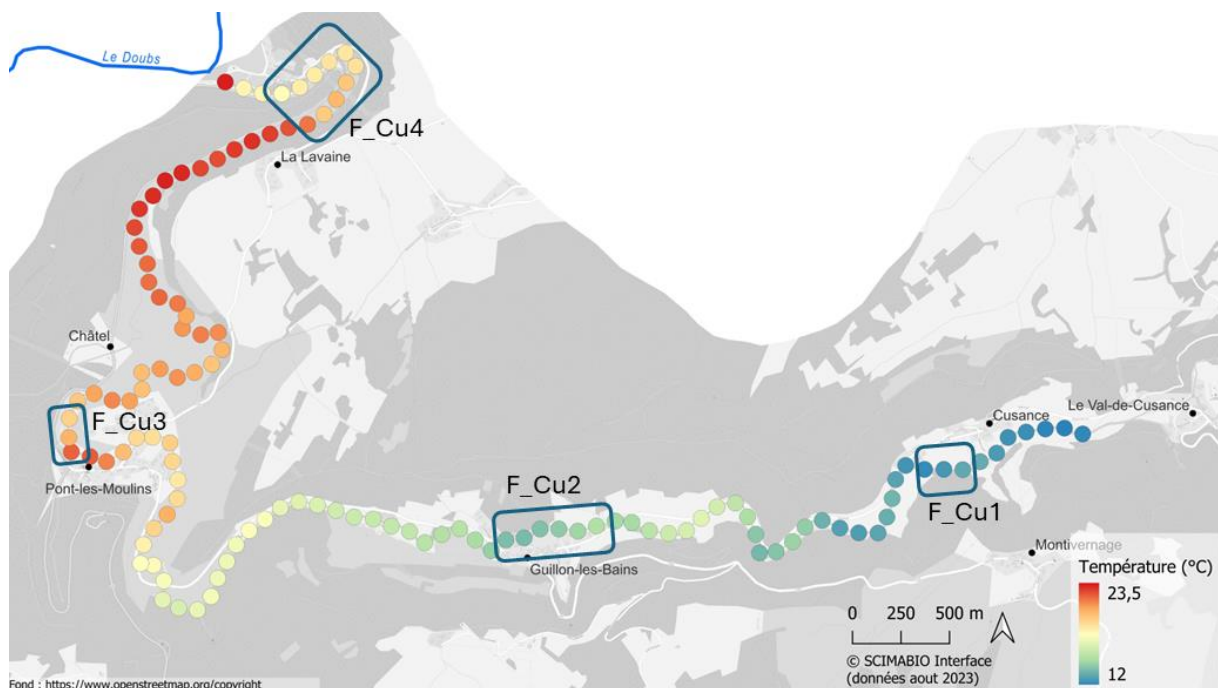 Le Doubs
F_Cu4
La Lavaine
Châtel
F_Cu3
Pont-les-Moulins
F_Cu2
Guillon-les-Bains
Cusance
Le Val-de-Cusance
F_Cu1
Montivernage
Température (°C)
23,5
12
0 250 500 m
© SCIMABIO Interface
(données aout 2023)
Fond : https://www.openstreetmap.org/copyright